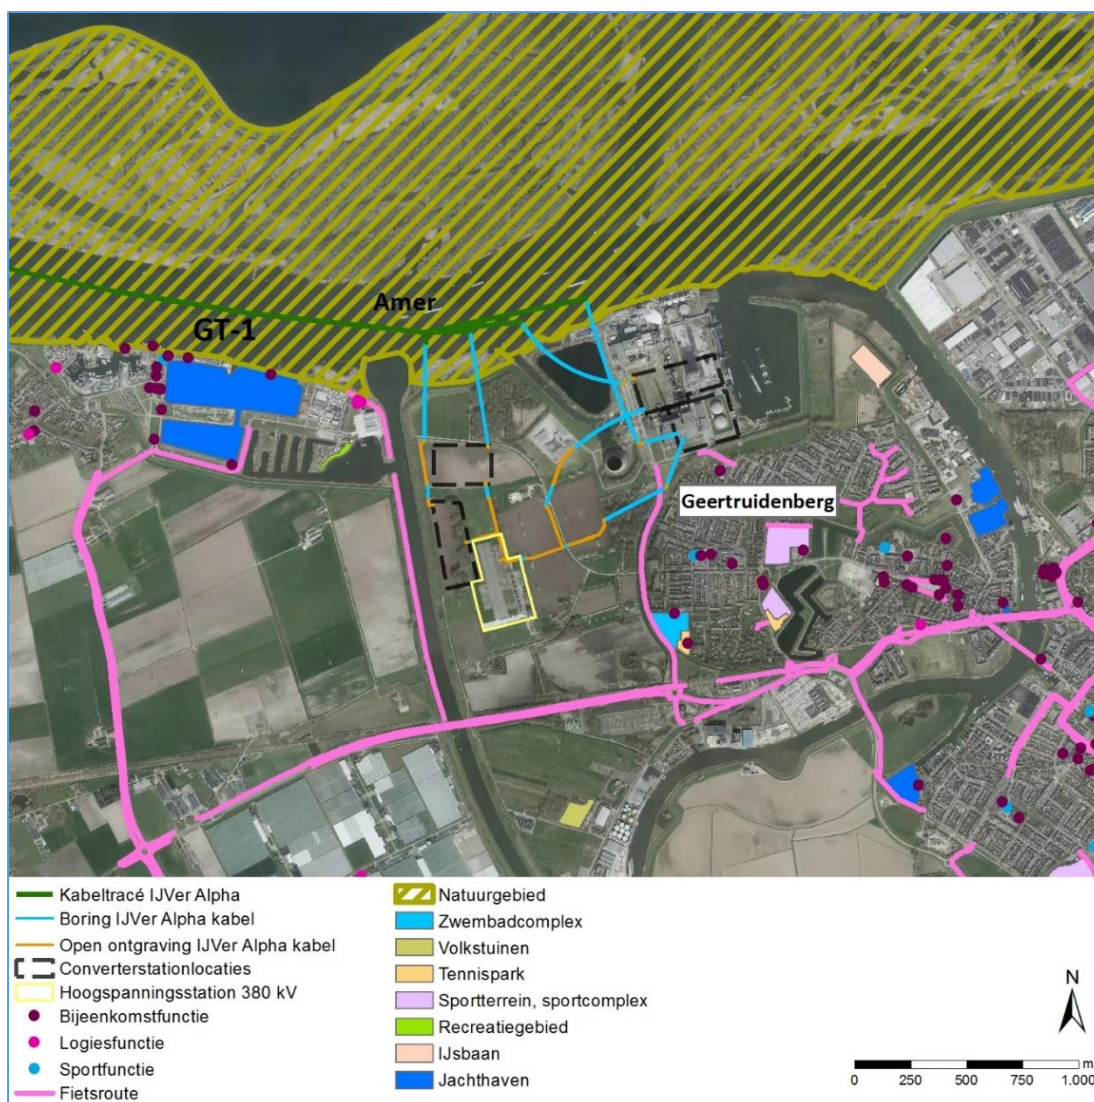 Amer
GT-1
Geertruidenberg
Kabeltracé IJVer Alpha
Boring IJVer Alpha kabel
Open ontgraving IJVer Alpha kabel
Converterstationlocaties
Hoogspanningsstation 380 kV
Bijeenkomstfunctie
Logiesfunctie
Sportfunctie
Fietsroute
Natuurgebied
Zwembadcomplex
Volkstuinen
Tennispark
Sportterrein, sportcomplex
Recreatiegebied
IJsbaan
Jachthaven
N
m
0 250 500 750 1.000